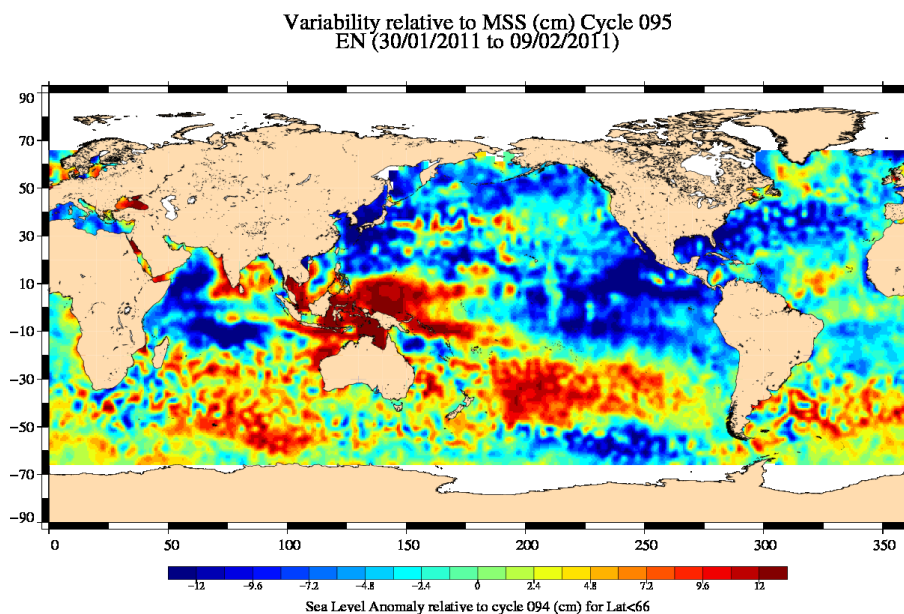 Variability relative to MSS (cm) Cycle 095
EN (30/01/2011 to 09/02/2011)
90
70
50
30
10
−10
−30
−50
−70
−90
0 50 100 150 200 250 300 350
−12 −9.6 −7.2 −4.8 −2.4 0 2.4 4.8 7.2 9.6 12
Sea Level Anomaly relative to cycle 094 (cm) for Lat<66